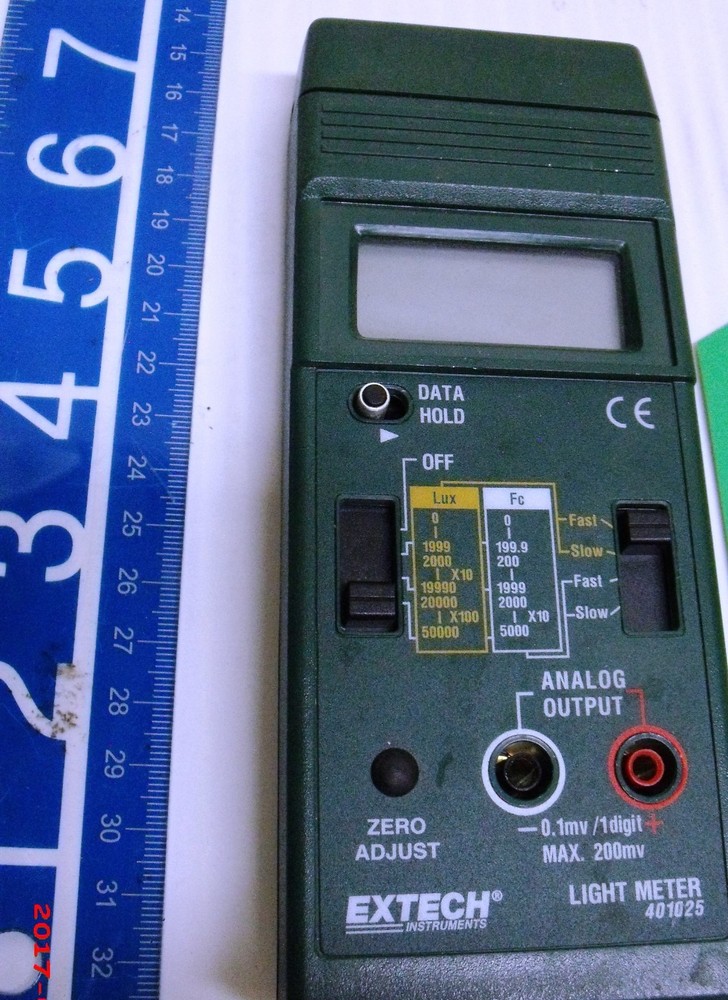 14
15
16
17
18
19
20
21
22
23
24
25
26
27
28
29
30
31
32
7
6
5
4
3
2
DATA
HOLD
CE
OFF
Lux
0
1999
2000
X10
19990
20000
X100
50000
Fc
0
199.9
200
1999
2000
X10
5000
Fast
Slow
Fast
Slow
ANALOG
OUTPUT
ZERO
ADJUST
− 0.1mv /1digit +
MAX. 200mv
EXTECH®
INSTRUMENTS
LIGHT METER
401025
2017-